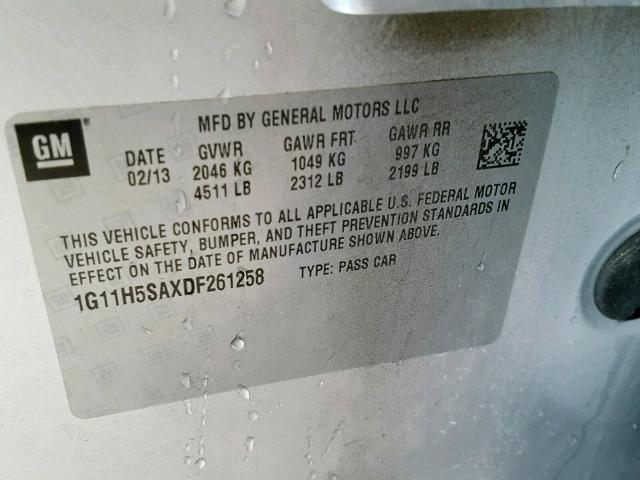 GM
MFD BY GENERAL MOTORS LLC
DATE GVWR GAWR FRT GAWR RR
02/13 2046 KG 1049 KG 997 KG
4511 LB 2312 LB 2199 LB
THIS VEHICLE CONFORMS TO ALL APPLICABLE U.S. FEDERAL MOTOR
VEHICLE SAFETY, BUMPER, AND THEFT PREVENTION STANDARDS IN
EFFECT ON THE DATE OF MANUFACTURE SHOWN ABOVE.
1G11H5SAXDF261258 TYPE: PASS CAR